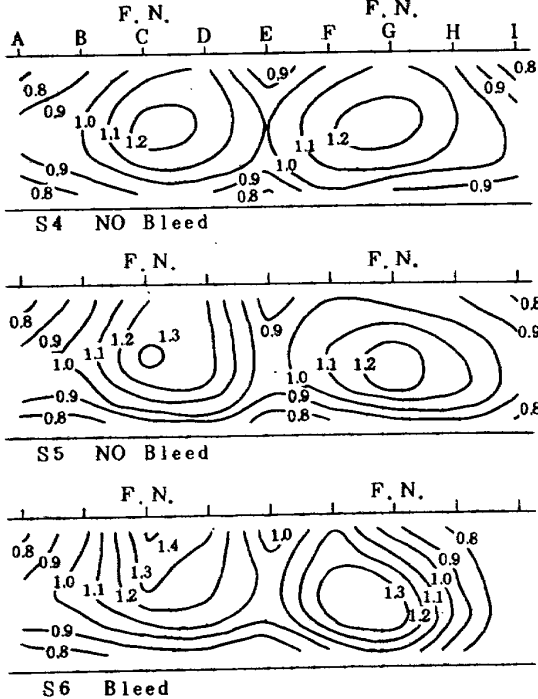 F. N. F. N.
A B C D E F G H I
0.8 0.9 0.8
0.9 1.0 0.9
1.1 1.2 1.1 1.2
1.0
0.9 0.9 0.9
0.8 0.8
S4 NO Bleed
F. N. F. N.
0.8 1.3 0.8
0.9 1.2 0.9 0.9
1.0 1.1 1.1 1.2
1.0
0.9 0.9
0.8 0.8 0.8
S5 NO Bleed
F. N. F. N.
0.8 1.4 1.0 0.8
0.9 1.3 0.9
1.0 1.1 1.2 1.3 1.0
1.1
1.2
0.9
0.8
S6 Bleed